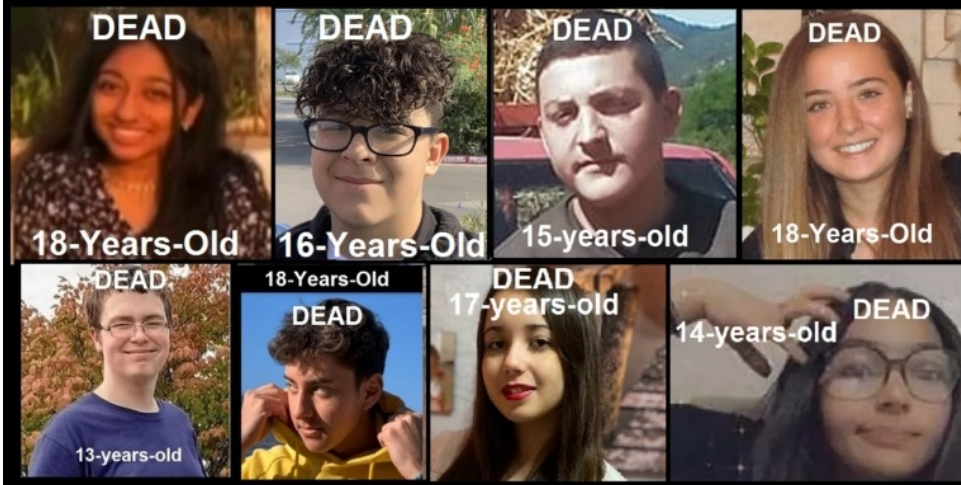 DEAD
18-Years-Old
DEAD
16-Years-Old
DEAD
15-years-old
DEAD
18-Years-Old
DEAD
13-years-old
18-Years-Old
DEAD
DEAD
17-years-old
DEAD
14-years-old